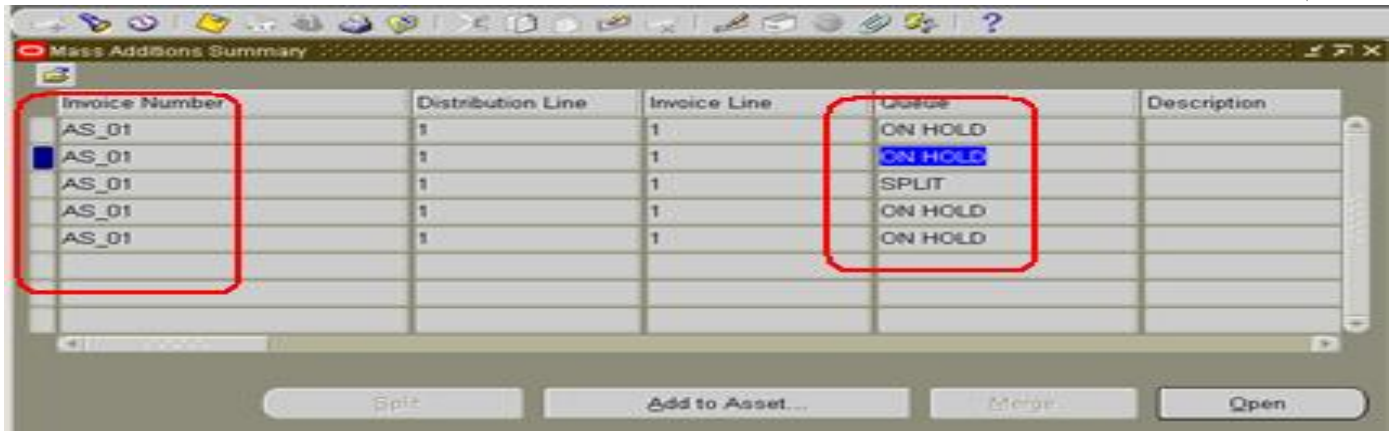 Mass Additions Summary
Invoice Number Distribution Line Invoice Line Queue Description
AS_01 1 1 ON HOLD
AS_01 1 1 ON HOLD
AS_01 1 1 SPLIT
AS_01 1 1 ON HOLD
AS_01 1 1 ON HOLD
Split Add to Asset... Merge Open